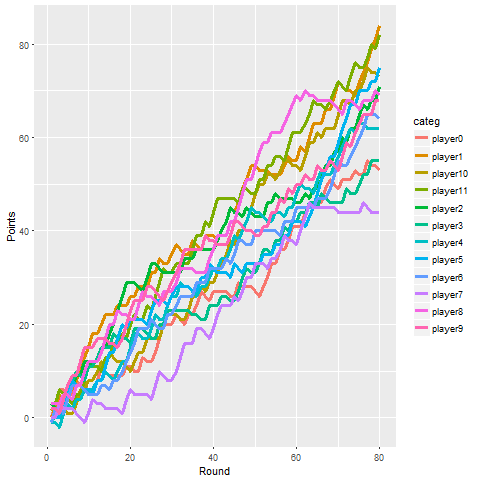 80
60
40
20
0
Points
0 20 40 60 80
Round
categ
player0
player1
player10
player11
player2
player3
player4
player5
player6
player7
player8
player9